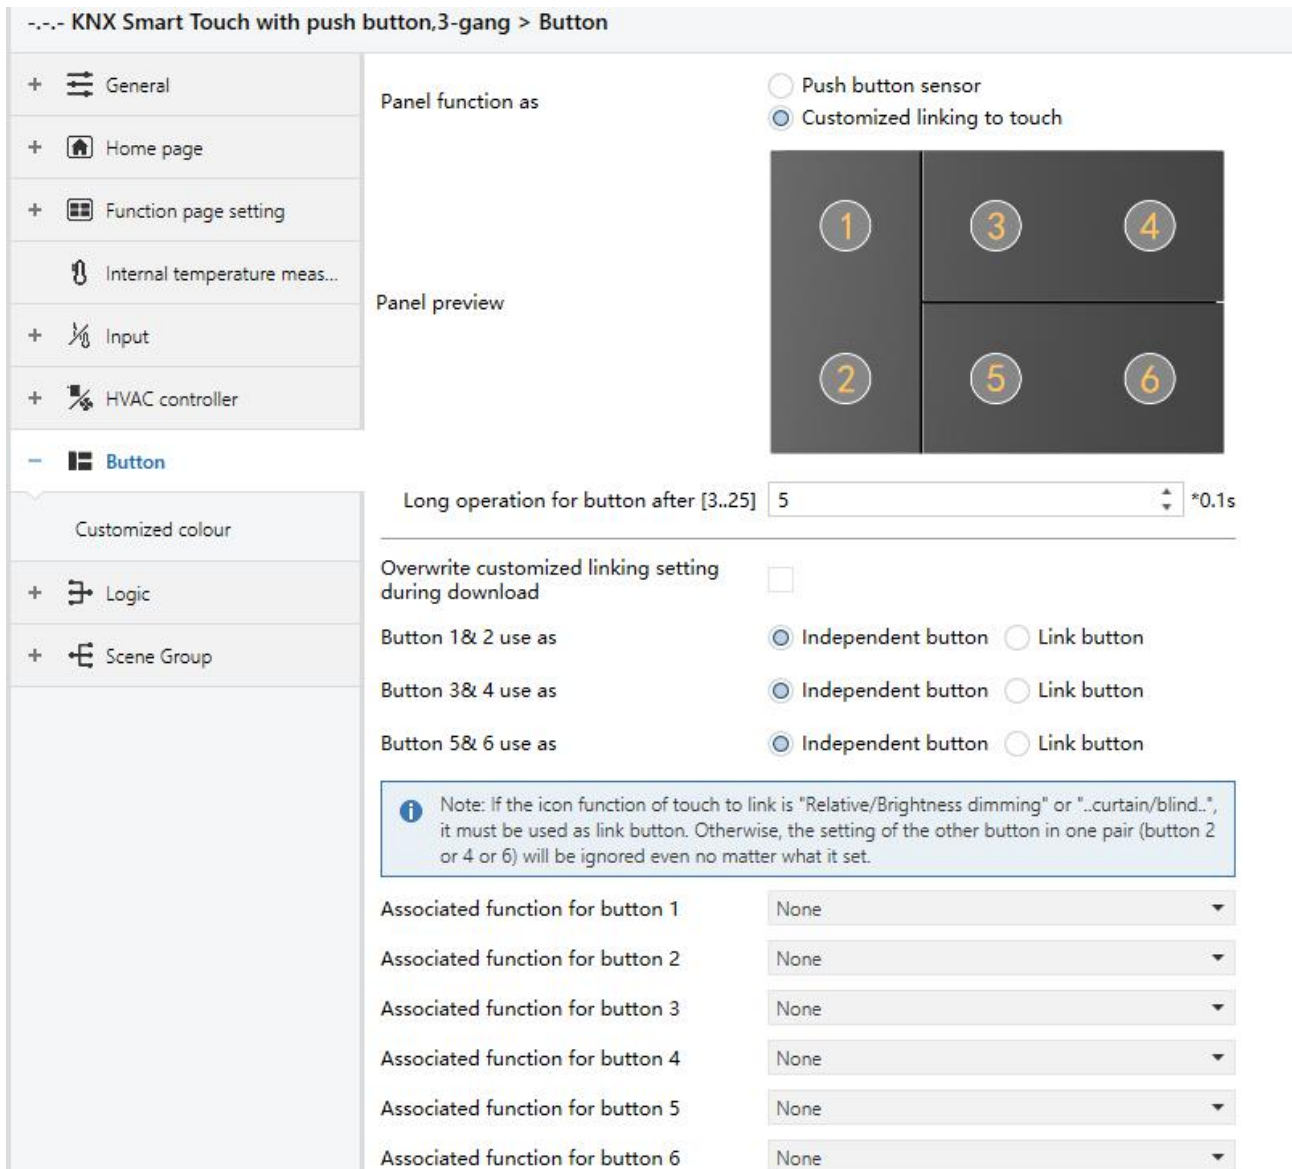 -.-.- KNX Smart Touch with push button,3-gang > Button
+ General
+ Home page
+ Function page setting
Internal temperature meas...
+ Input
+ HVAC controller
− Button
Customized colour
+ Logic
+ Scene Group
Panel function as
Push button sensor
Customized linking to touch
Panel preview
1 3 4
2 5 6
Long operation for button after [3..25] 5 *0.1s
Overwrite customized linking setting
during download
Button 1& 2 use as Independent button Link button
Button 3& 4 use as Independent button Link button
Button 5& 6 use as Independent button Link button
Note: If the icon function of touch to link is "Relative/Brightness dimming" or "..curtain/blind..",
it must be used as link button. Otherwise, the setting of the other button in one pair (button 2
or 4 or 6) will be ignored even no matter what it set.
Associated function for button 1 None
Associated function for button 2 None
Associated function for button 3 None
Associated function for button 4 None
Associated function for button 5 None
Associated function for button 6 None